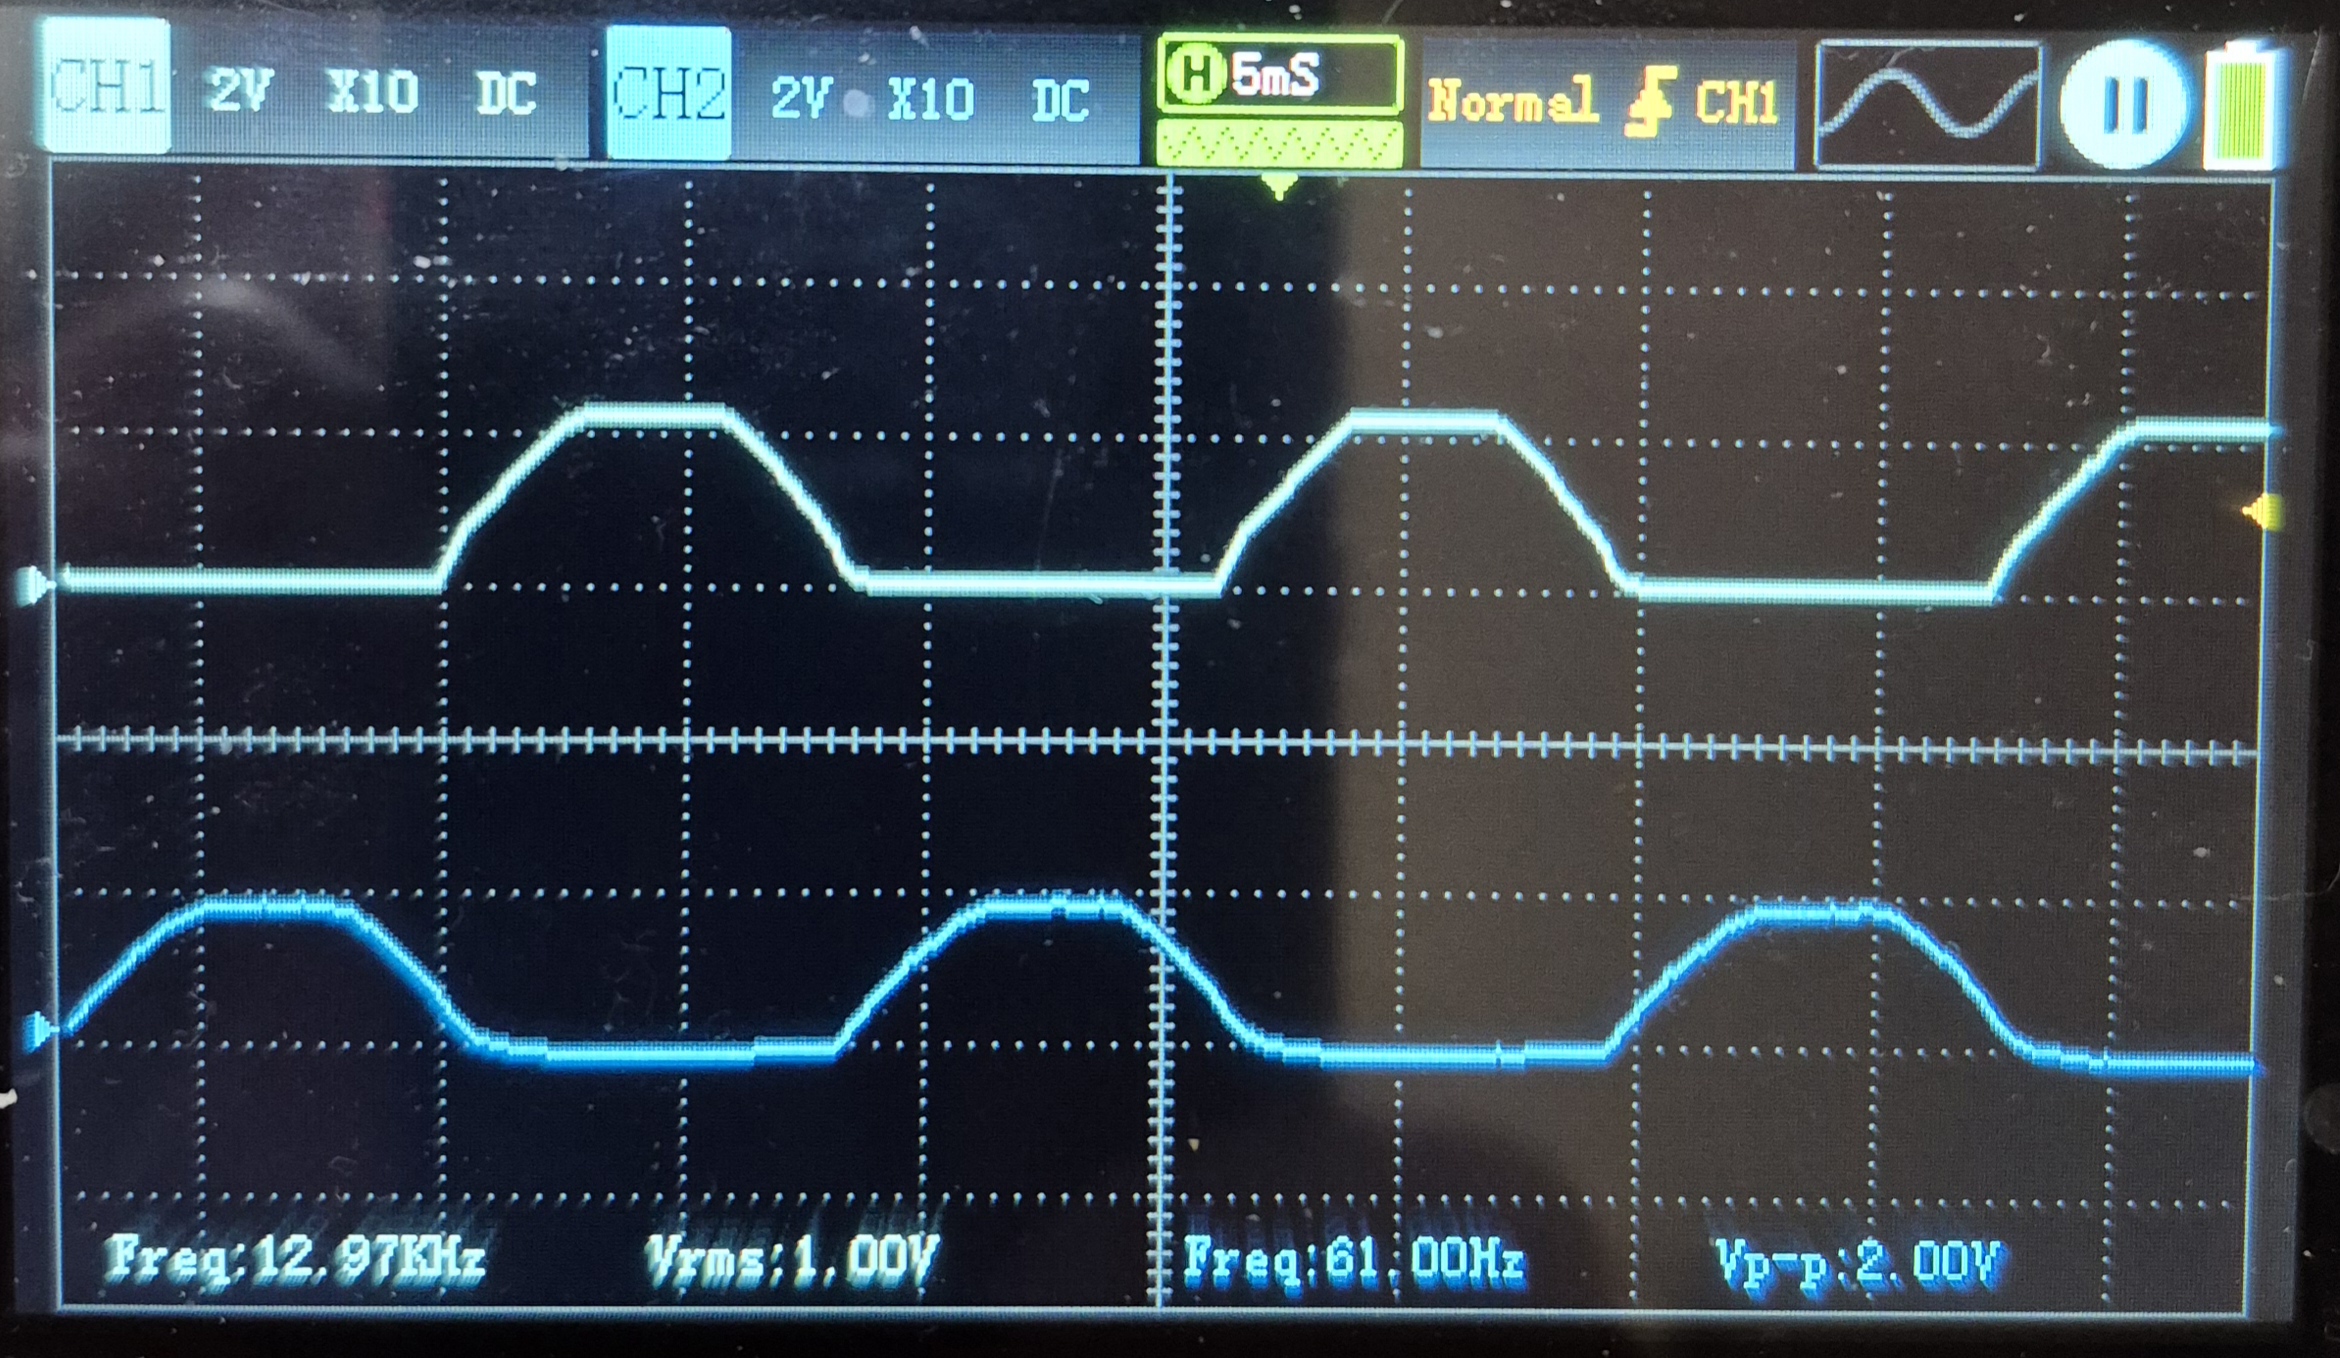 CH1 2V X10 DC CH2 2V X10 DC H 5mS Normal CH1
Freq:12.97KHz Vrms:1.00V Freq:61.00Hz Vp-p:2.00V